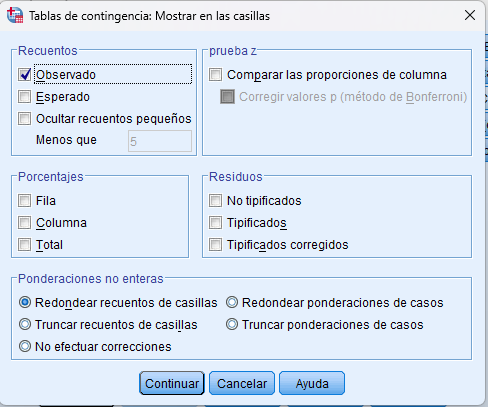 Tablas de contingencia: Mostrar en las casillas
Recuentos
Observado
Esperado
Ocultar recuentos pequeños
Menos que 5
prueba z
Comparar las proporciones de columna
Corregir valores p (método de Bonferroni)
Porcentajes
Fila
Columna
Total
Residuos
No tipificados
Tipificados
Tipificados corregidos
Ponderaciones no enteras
Redondear recuentos de casillas
Redondear ponderaciones de casos
Truncar recuentos de casillas
Truncar ponderaciones de casos
No efectuar correcciones
Continuar Cancelar Ayuda